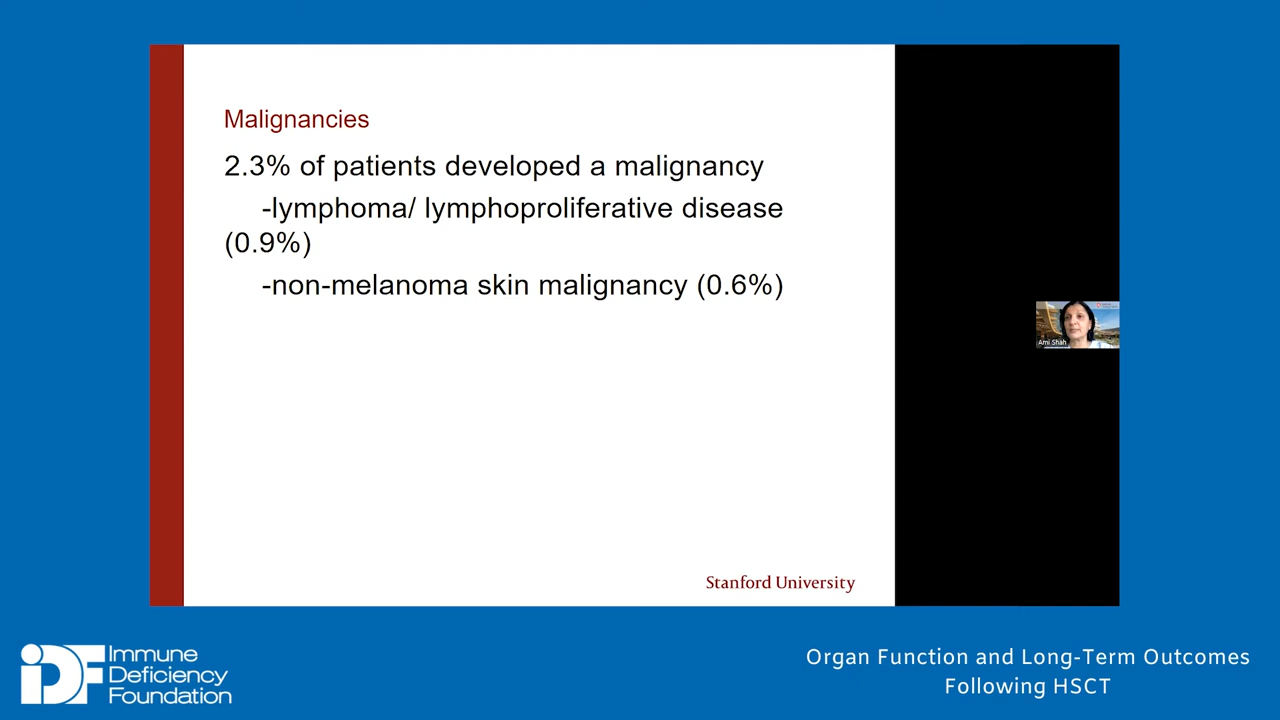 Malignancies
2.3% of patients developed a malignancy
-lymphoma/ lymphoproliferative disease
(0.9%)
-non-melanoma skin malignancy (0.6%)
Stanford University
Ami Shah
IDF Immune
Deficiency
Foundation
Organ Function and Long-Term Outcomes
Following HSCT